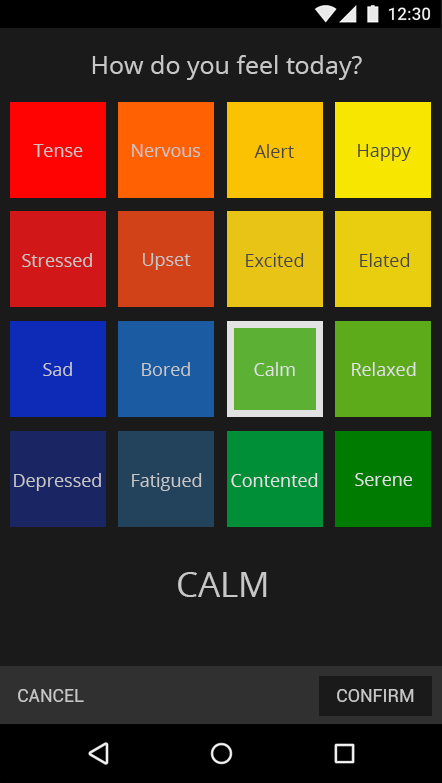 12:30
How do you feel today?
Tense Nervous Alert Happy
Stressed Upset Excited Elated
Sad Bored Calm Relaxed
Depressed Fatigued Contented Serene
CALM
CANCEL CONFIRM